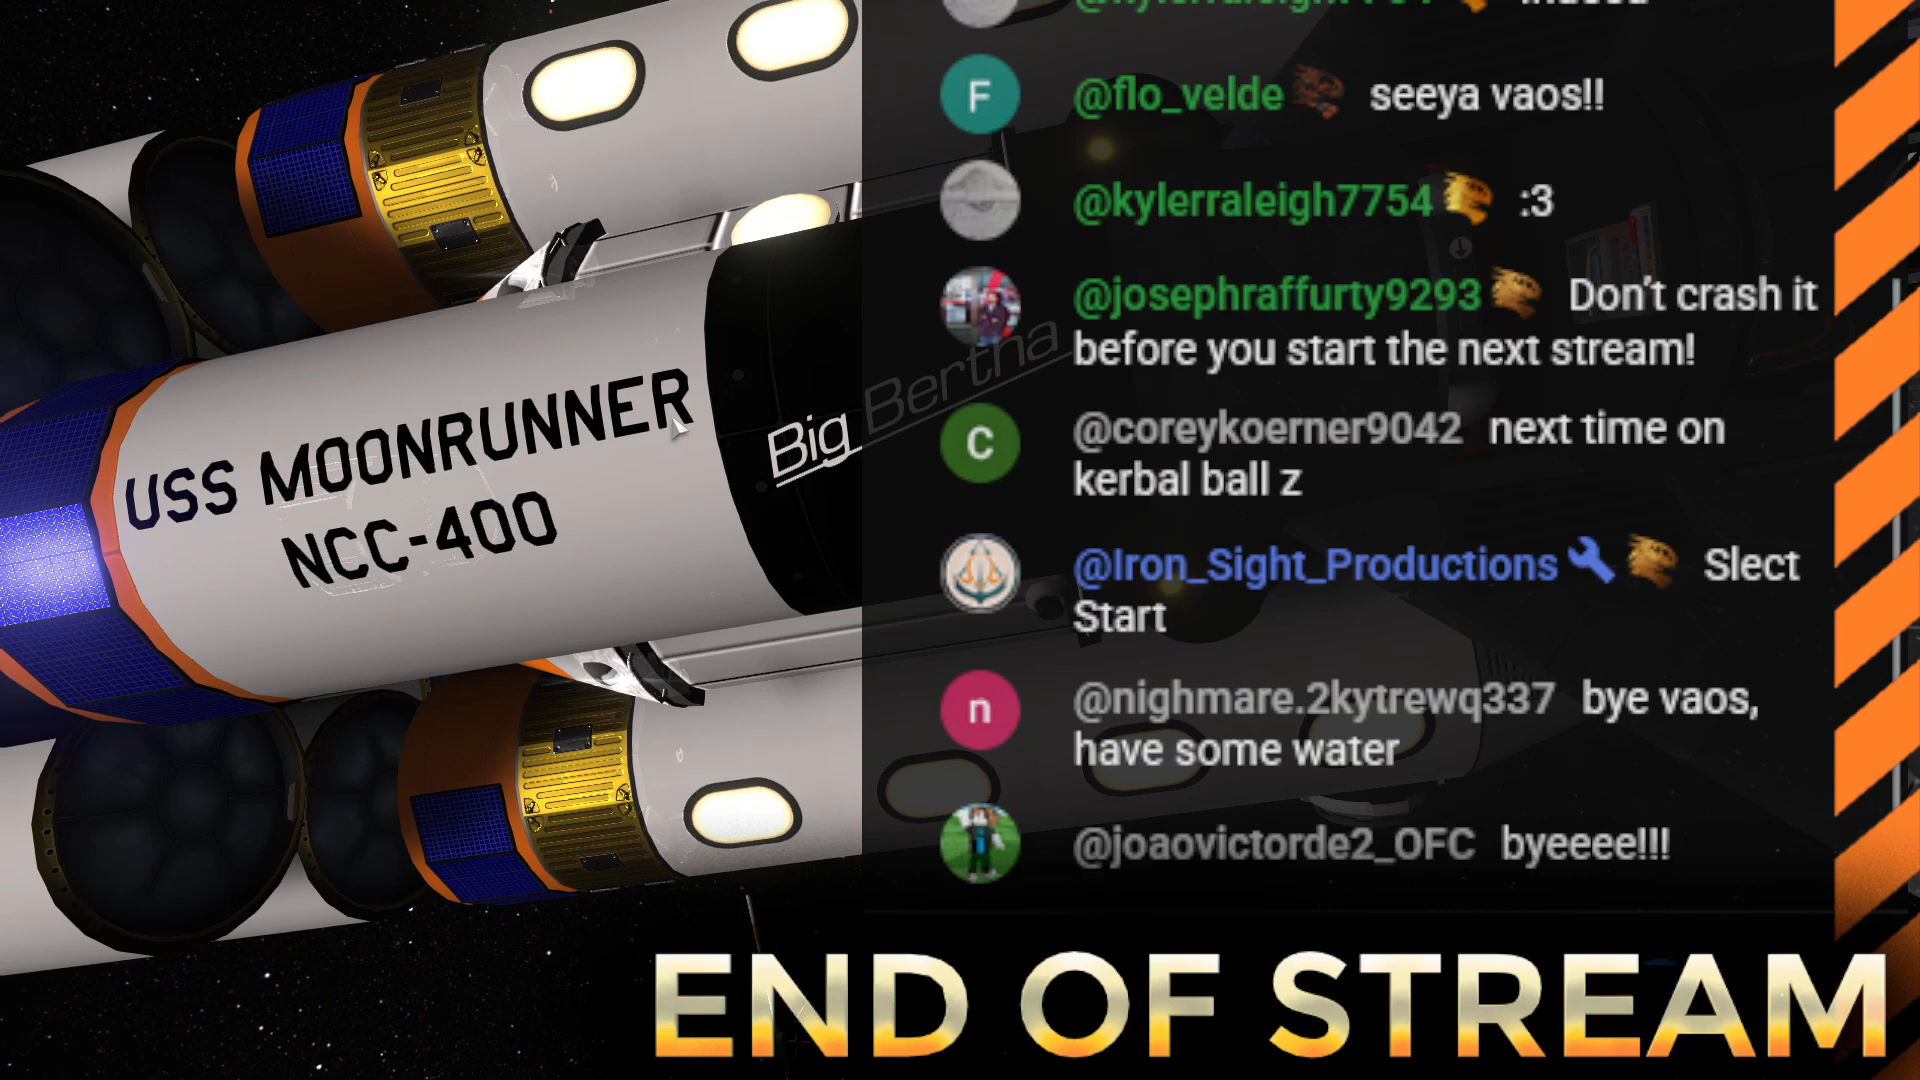 @kylerraleigh7754 indeed
F @flo_velde seeya vaos!!
@kylerraleigh7754 :3
@josephraffurty9293 Don't crash it
before you start the next stream!
C @coreykoerner9042 next time on
kerbal ball z
@Iron_Sight_Productions Slect
Start
n @nighmare.2kytrewq337 bye vaos,
have some water
@joaovictorde2_OFC byeeee!!!
USS MOONRUNNER
NCC-400
Big Bertha
END OF STREAM